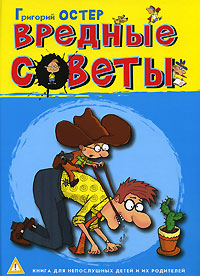 Григорий ОСТЕР
ВРЕДНЫЕ
СОВЕТЫ
КНИГА ДЛЯ НЕПОСЛУШНЫХ ДЕТЕЙ И ИХ РОДИТЕЛЕЙ